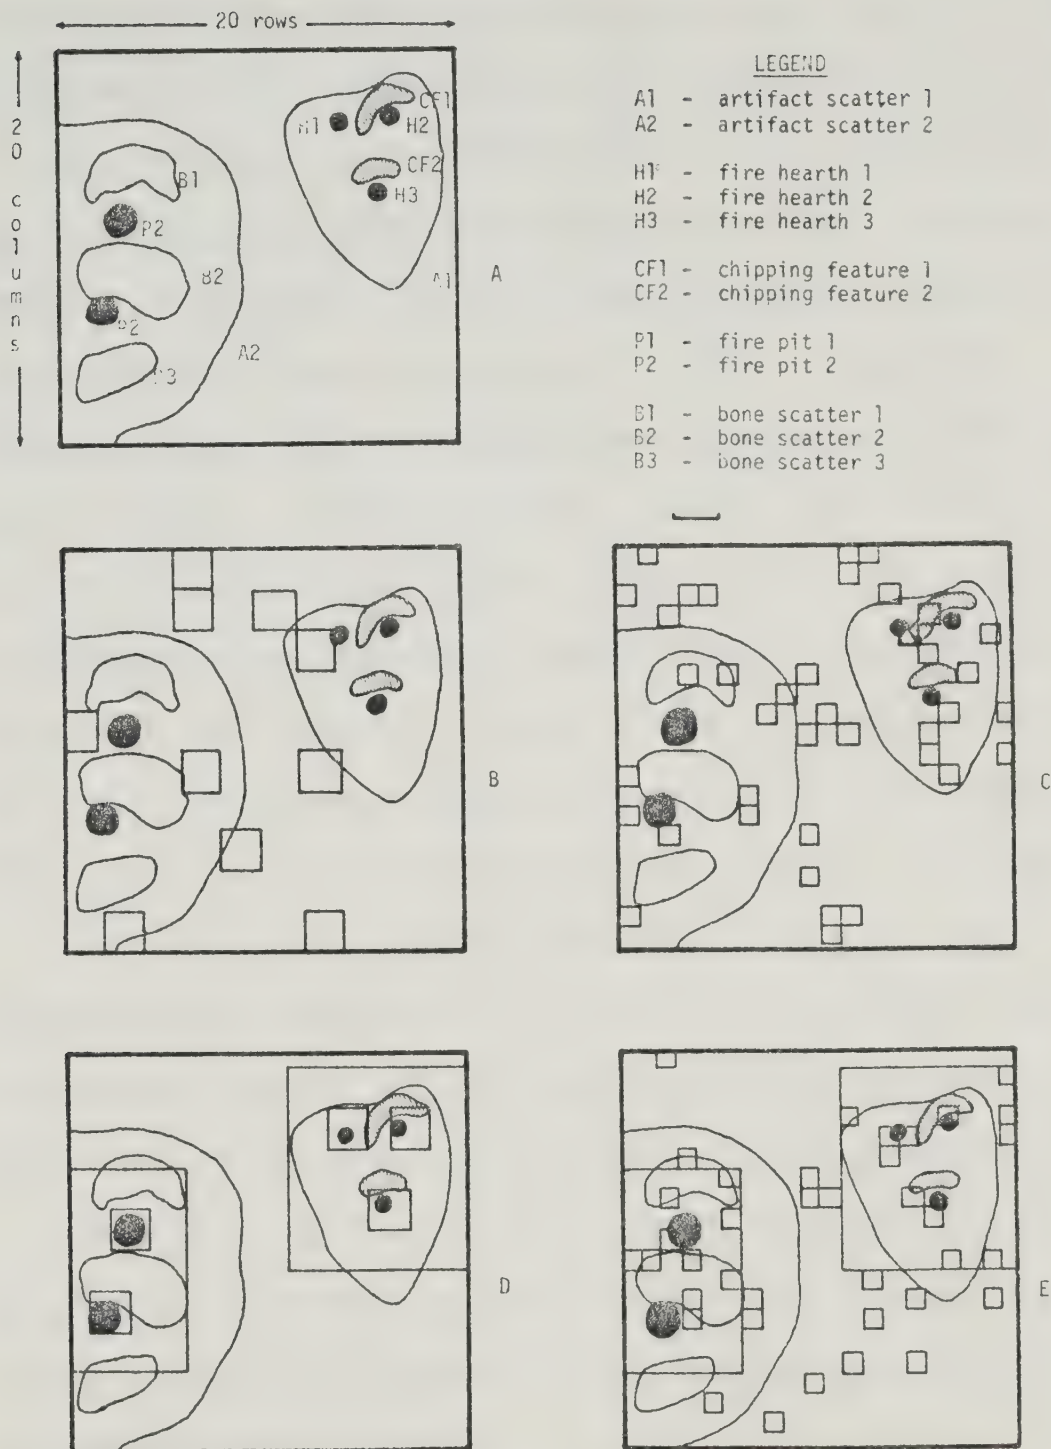 20 rows
20 columns
LEGEND
A1 - artifact scatter 1
A2 - artifact scatter 2
H1 - fire hearth 1
H2 - fire hearth 2
H3 - fire hearth 3
CF1 - chipping feature 1
CF2 - chipping feature 2
P1 - fire pit 1
P2 - fire pit 2
B1 - bone scatter 1
B2 - bone scatter 2
B3 - bone scatter 3
CF1
H1
H2
CF2
B1
H3
P2
B2
A1
A
P2
A2
B
C
D
E